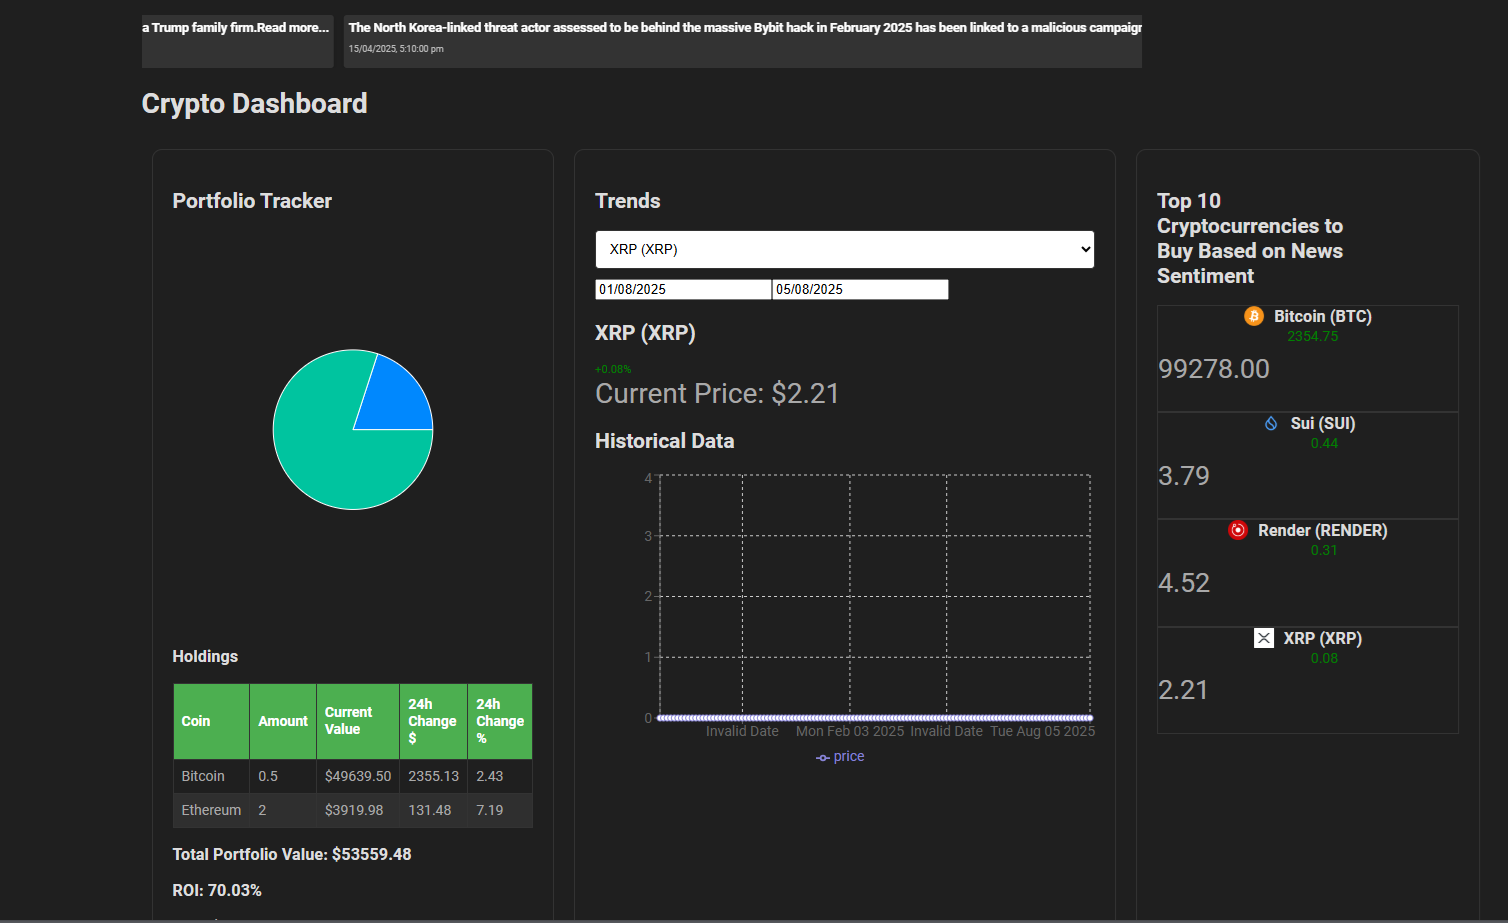 a Trump family firm.Read more...
The North Korea-linked threat actor assessed to be behind the massive Bybit hack in February 2025 has been linked to a malicious campaign
15/04/2025, 5:10:00 pm
Crypto Dashboard
Portfolio Tracker
Holdings
Coin Amount Current Value 24h Change $ 24h Change %
Bitcoin 0.5 $49639.50 2355.13 2.43
Ethereum 2 $3919.98 131.48 7.19
Total Portfolio Value: $53559.48
ROI: 70.03%
Trends
XRP (XRP)
01/08/2025 05/08/2025
XRP (XRP)
+0.08%
Current Price: $2.21
Historical Data
4
3
2
1
0
Invalid Date Mon Feb 03 2025 Invalid Date Tue Aug 05 2025
price
Top 10
Cryptocurrencies to
Buy Based on News
Sentiment
Bitcoin (BTC)
2354.75
99278.00
Sui (SUI)
0.44
3.79
Render (RENDER)
0.31
4.52
XRP (XRP)
0.08
2.21